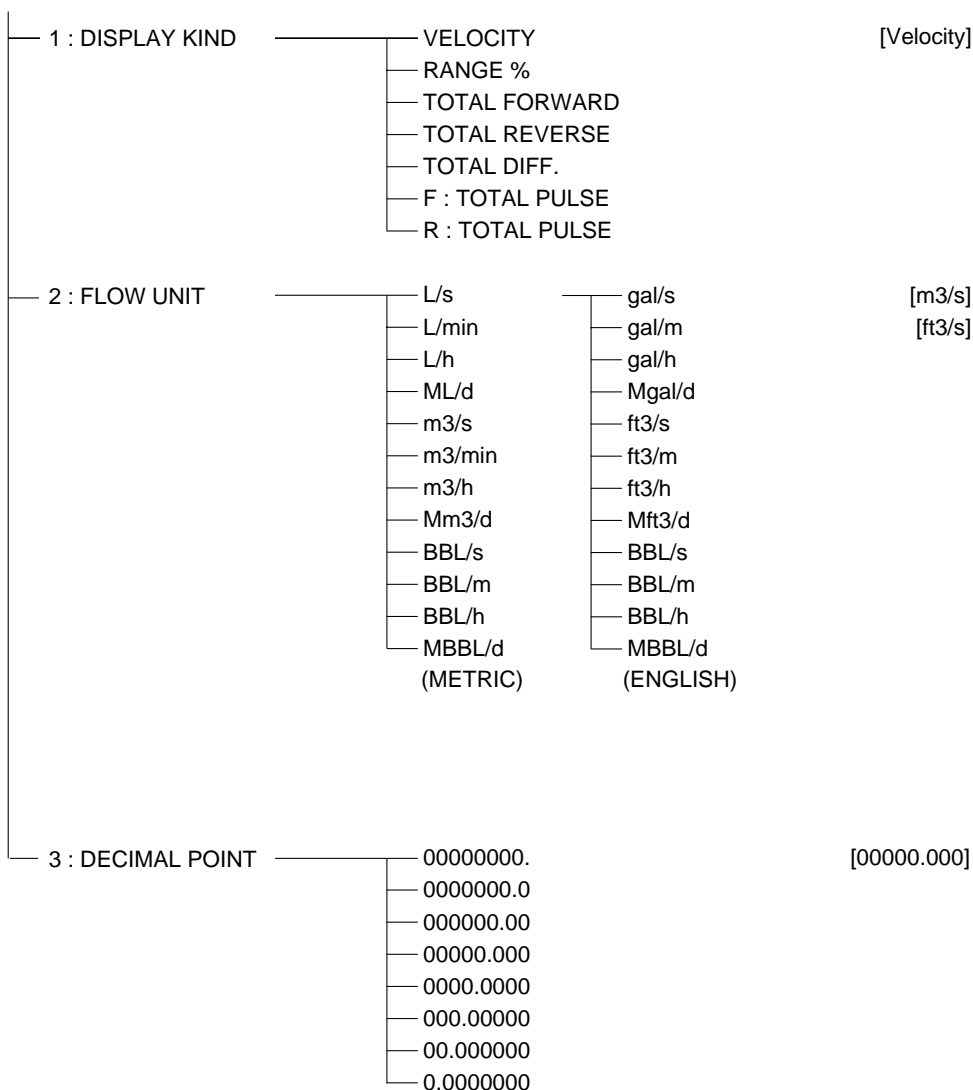 1 : DISPLAY KIND VELOCITY [Velocity]
RANGE %
TOTAL FORWARD
TOTAL REVERSE
TOTAL DIFF.
F : TOTAL PULSE
R : TOTAL PULSE
2 : FLOW UNIT L/s gal/s [m3/s]
L/min gal/m [ft3/s]
L/h gal/h
ML/d Mgal/d
m3/s ft3/s
m3/min ft3/m
m3/h ft3/h
Mm3/d Mft3/d
BBL/s BBL/s
BBL/m BBL/m
BBL/h BBL/h
MBBL/d MBBL/d
(METRIC) (ENGLISH)
3 : DECIMAL POINT 00000000. [00000.000]
0000000.0
000000.00
00000.000
0000.0000
000.00000
00.000000
0.0000000